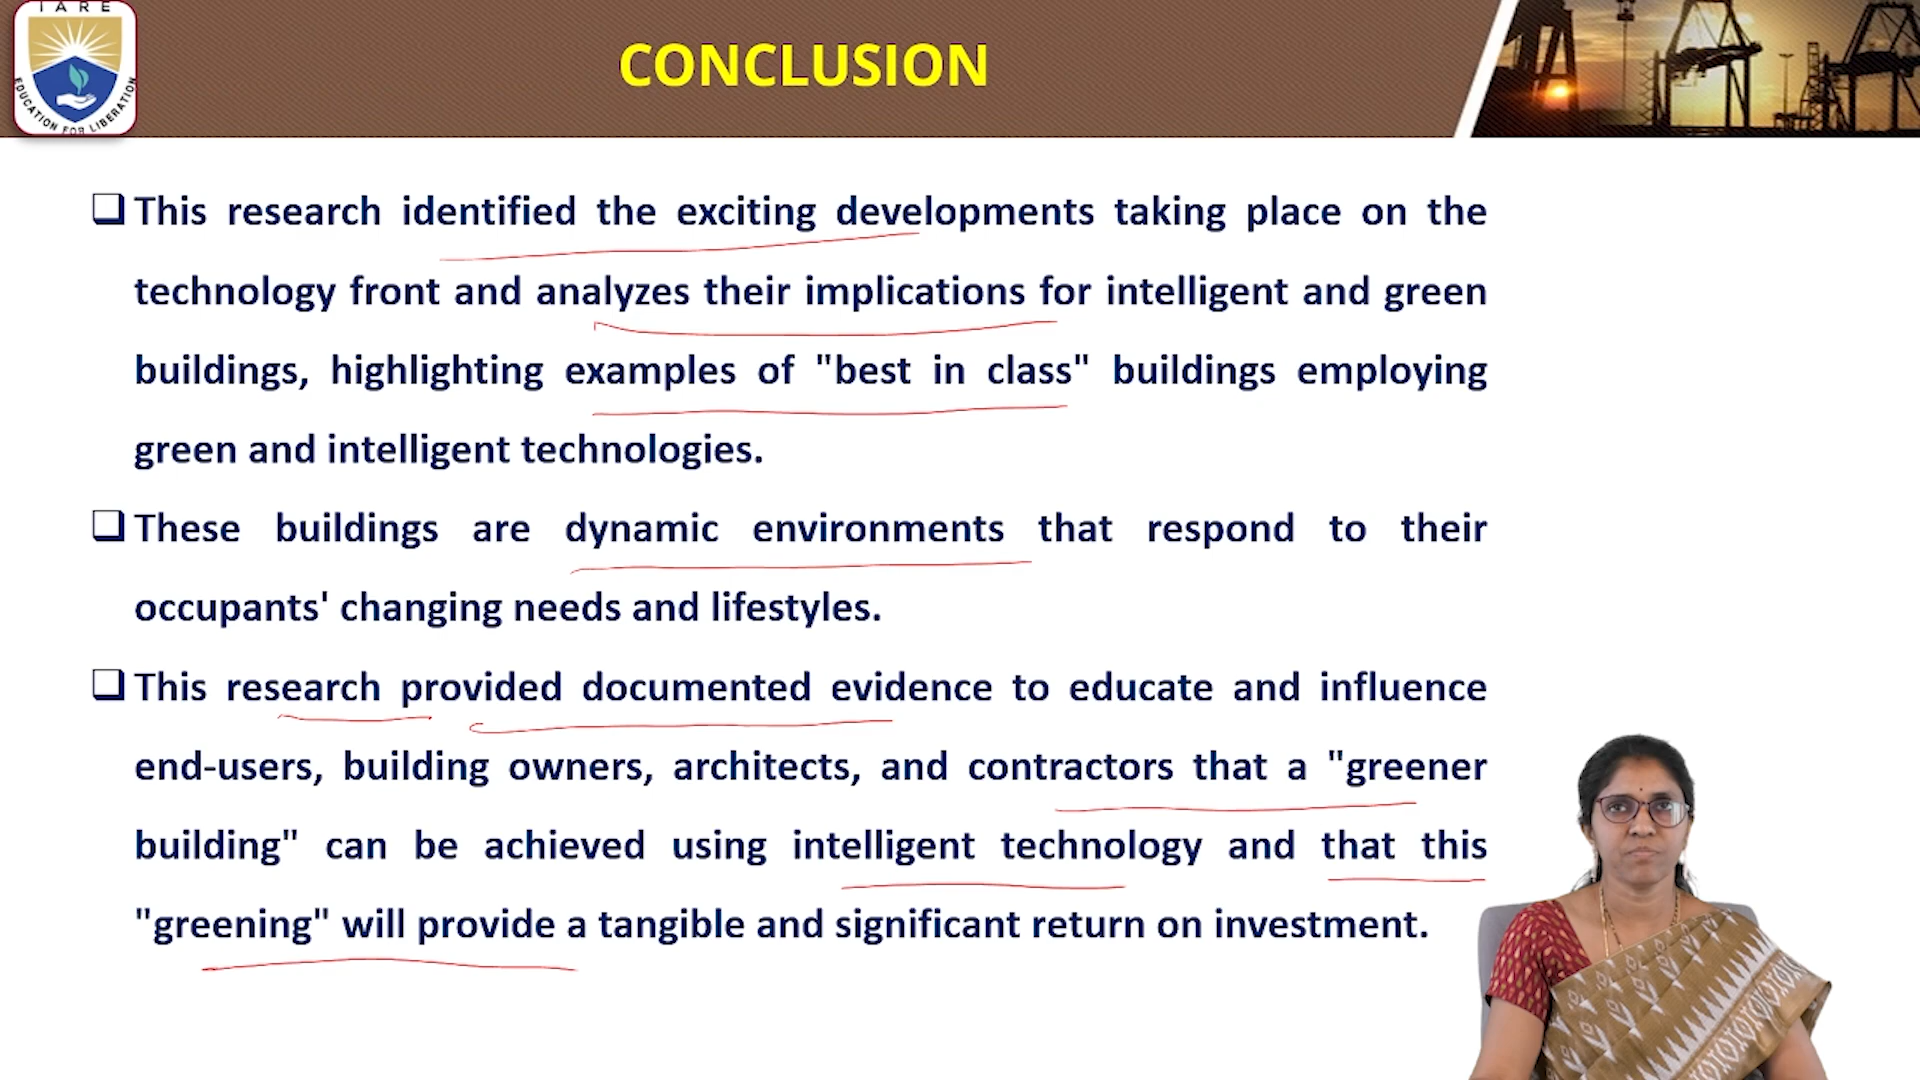 IARE
EDUCATION FOR LIBERATION
CONCLUSION
❑ This research identified the exciting developments taking place on the
technology front and analyzes their implications for intelligent and green
buildings, highlighting examples of "best in class" buildings employing
green and intelligent technologies.
❑ These buildings are dynamic environments that respond to their
occupants' changing needs and lifestyles.
❑ This research provided documented evidence to educate and influence
end-users, building owners, architects, and contractors that a "greener
building" can be achieved using intelligent technology and that this
"greening" will provide a tangible and significant return on investment.